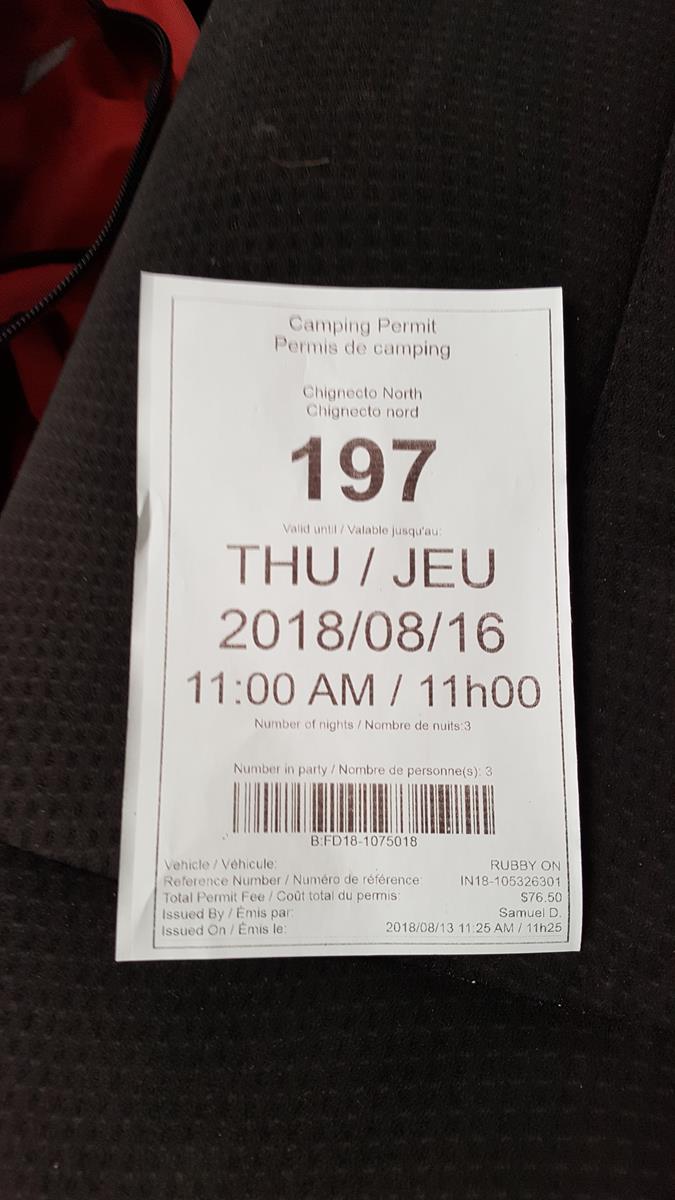 Camping Permit
Permis de camping
Chignecto North
Chignecto nord
197
Valid until / Valable jusqu'au:
THU / JEU
2018/08/16
11:00 AM / 11h00
Number of nights / Nombre de nuits:3
Number in party / Nombre de personne(s): 3
B:FD18-1075018
Vehicle / Véhicule: RUBBY ON
Reference Number / Numéro de référence: IN18-105326301
Total Permit Fee / Coût total du permis: $76.50
Issued By / Émis par: Samuel D.
Issued On / Émis le: 2018/08/13 11:25 AM / 11h25